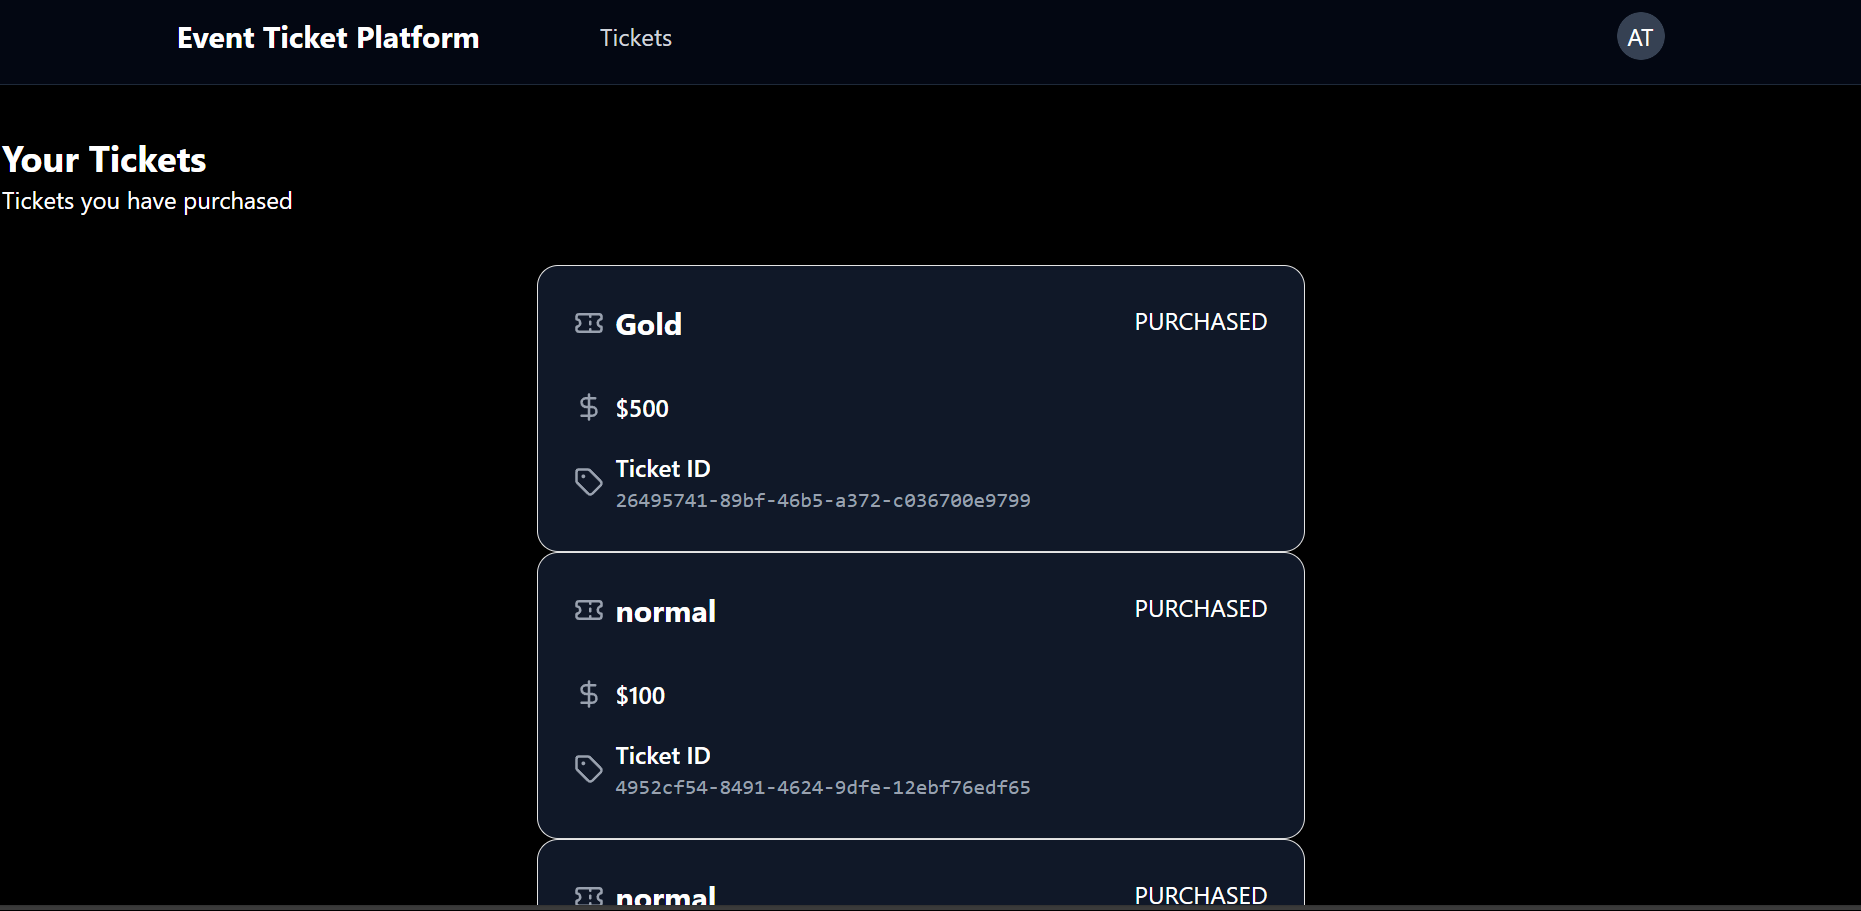 Event Ticket Platform Tickets AT
Your Tickets
Tickets you have purchased
Gold PURCHASED
$500
Ticket ID
26495741-89bf-46b5-a372-c036700e9799
normal PURCHASED
$100
Ticket ID
4952cf54-8491-4624-9dfe-12ebf76edf65
normal PURCHASED